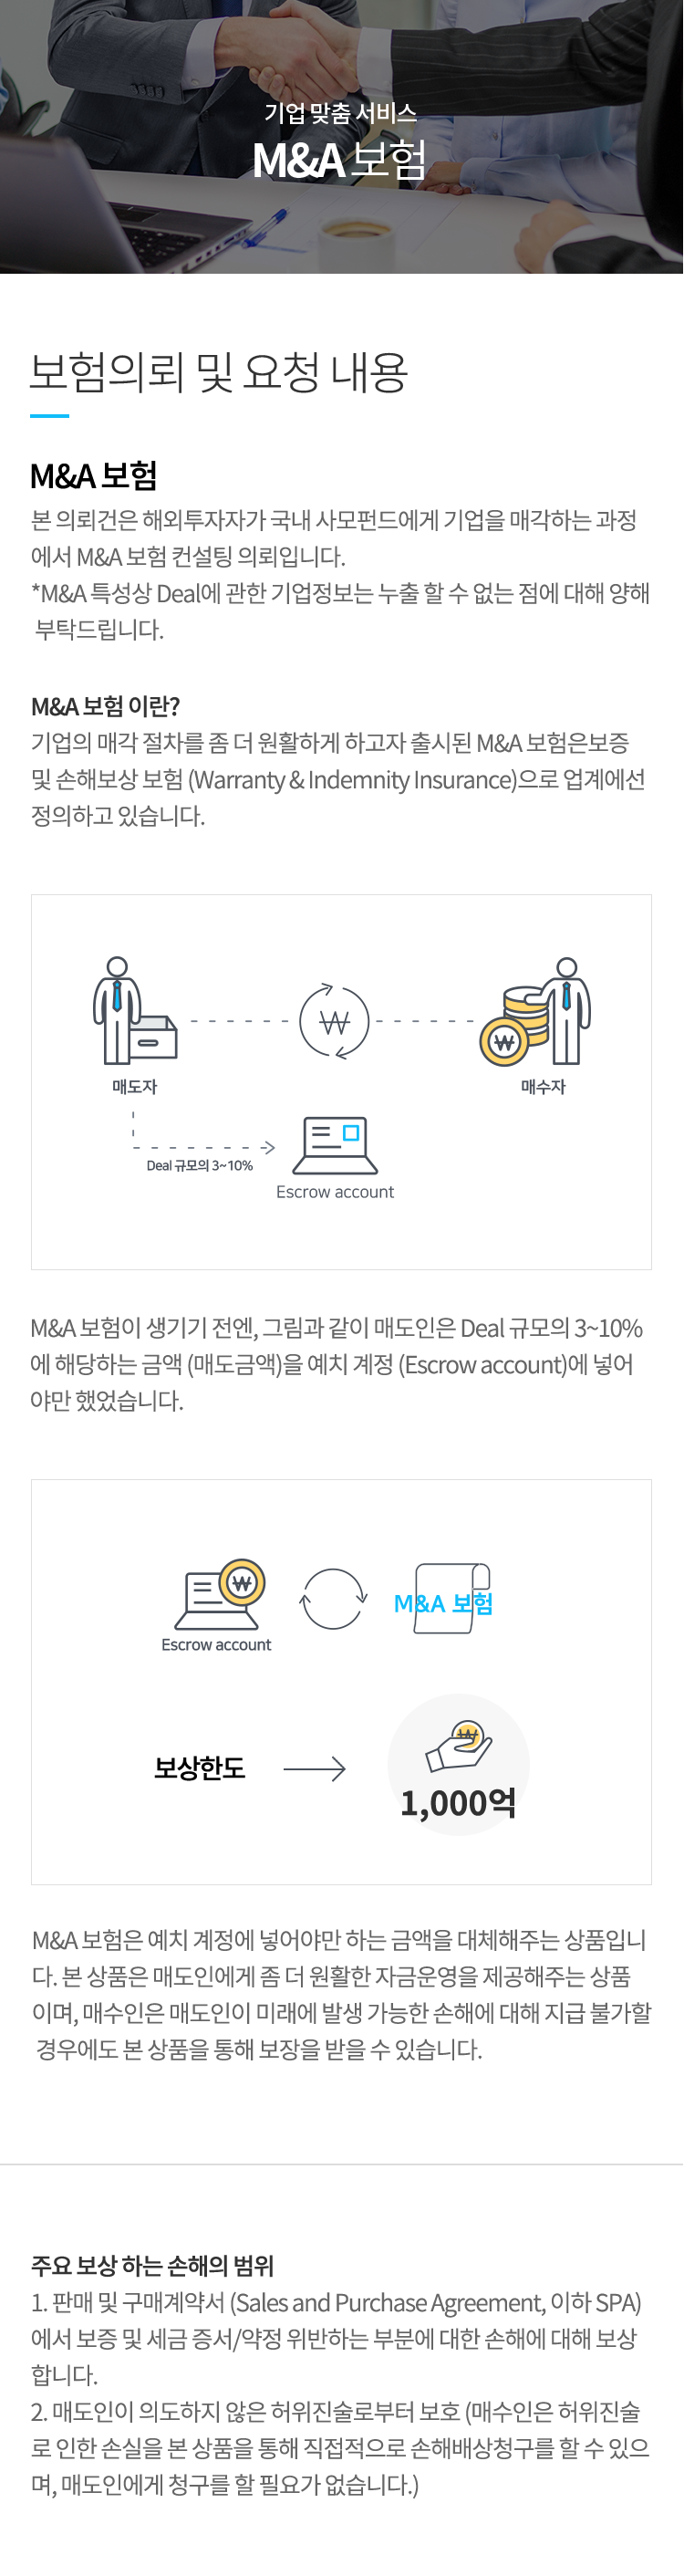 기업 맞춤 서비스
M&A 보험
보험의뢰 및 요청 내용
M&A 보험
본 의뢰건은 해외투자자가 국내 사모펀드에게 기업을 매각하는 과정
에서 M&A 보험 컨설팅 의뢰입니다.
*M&A 특성상 Deal에 관한 기업정보는 누출 할 수 없는 점에 대해 양해
부탁드립니다.
M&A 보험 이란?
기업의 매각 절차를 좀 더 원활하게 하고자 출시된 M&A 보험은보증
및 손해보상 보험 (Warranty & Indemnity Insurance)으로 업계에선
정의하고 있습니다.
₩
₩
매도자
매수자
Deal 규모의 3~10%
Escrow account
M&A 보험이 생기기 전엔, 그림과 같이 매도인은 Deal 규모의 3~10%
에 해당하는 금액 (매도금액)을 예치 계정 (Escrow account)에 넣어
야만 했었습니다.
₩
M&A 보험
Escrow account
₩
보상한도
1,000억
M&A 보험은 예치 계정에 넣어야만 하는 금액을 대체해주는 상품입니
다. 본 상품은 매도인에게 좀 더 원활한 자금운영을 제공해주는 상품
이며, 매수인은 매도인이 미래에 발생 가능한 손해에 대해 지급 불가할
경우에도 본 상품을 통해 보장을 받을 수 있습니다.
주요 보상 하는 손해의 범위
1. 판매 및 구매계약서 (Sales and Purchase Agreement, 이하 SPA)
에서 보증 및 세금 증서/약정 위반하는 부분에 대한 손해에 대해 보상
합니다.
2. 매도인이 의도하지 않은 허위진술로부터 보호 (매수인은 허위진술
로 인한 손실을 본 상품을 통해 직접적으로 손해배상청구를 할 수 있으
며, 매도인에게 청구를 할 필요가 없습니다.)